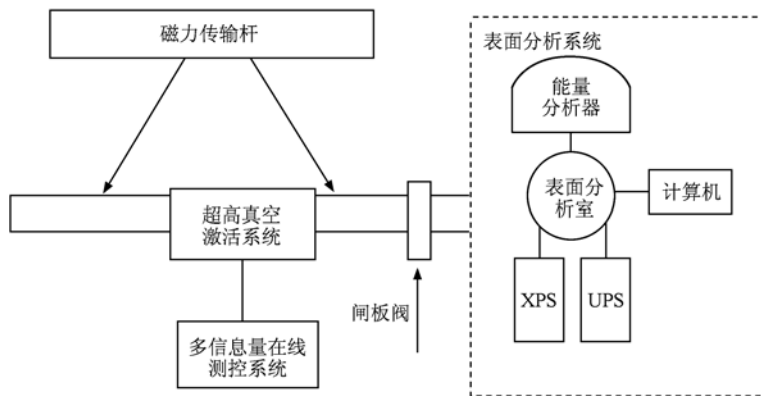 磁力传输杆
表面分析系统
能量
分析器
表面分
析室
计算机
超高真空
激活系统
闸板阀
XPS
UPS
多信息量在线
测控系统